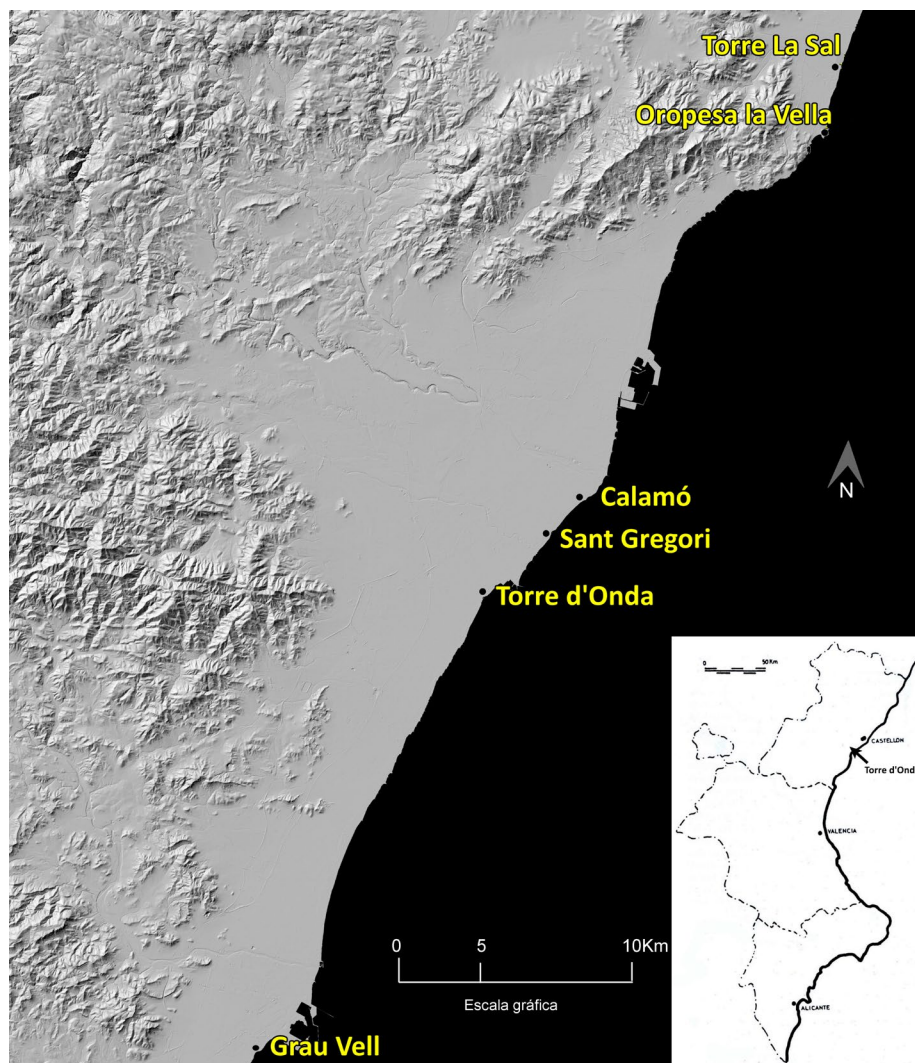 Torre La Sal
Oropesa la Vella
N
Calamó
Sant Gregori
Torre d'Onda
0 5 10Km
Escala gráfica
Grau Vell
0 50 Km
CASTELLON
Torre d'Ond
VALENCIA
ALICANTE